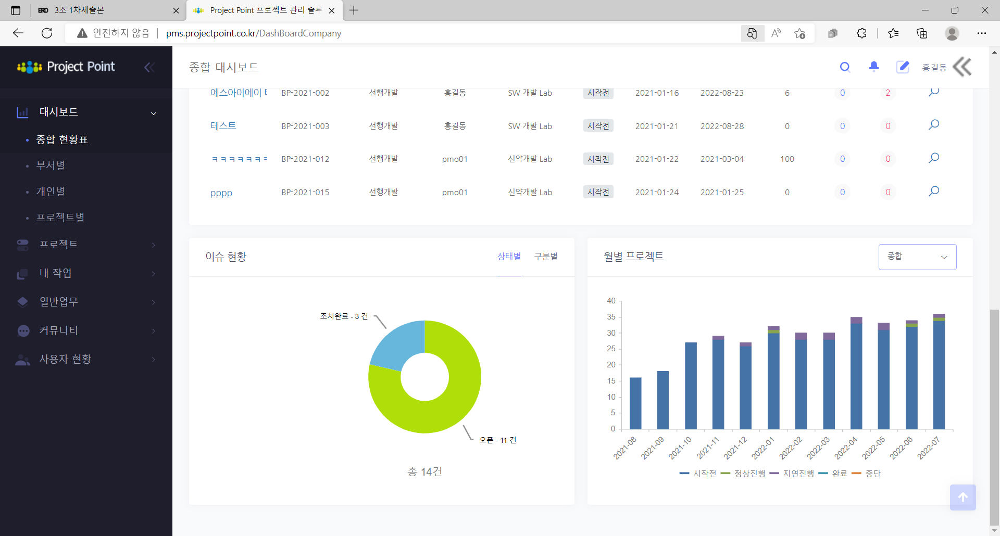 ERD 3조 1차제출본
Project Point 프로젝트 관리 솔루
안전하지 않음 | pms.projectpoint.co.kr/DashBoardCompany
Project Point
종합 대시보드
홍길동
대시보드
종합 현황표
부서별
개인별
프로젝트별
프로젝트
내 작업
일반업무
커뮤니티
사용자 현황
에스아이에이 BP-2021-002 선행개발 홍길동 SW 개발 Lab 시작전 2021-01-16 2022-08-23 6 0 2
테스트 BP-2021-003 선행개발 홍길동 SW 개발 Lab 시작전 2021-01-21 2022-08-28 0 0 0
ㅋㅋㅋㅋㅋㅋㅋ BP-2021-012 선행개발 pmo01 신약개발 Lab 시작전 2021-01-22 2021-03-04 100 0 0
pppp BP-2021-015 선행개발 pmo01 신약개발 Lab 시작전 2021-01-24 2021-01-25 0 0 0
이슈 현황 상태별 구분별
조치완료 - 3 건
오픈 - 11 건
총 14건
월별 프로젝트 종합
40
35
30
25
20
15
10
5
0
2021-08 2021-09 2021-10 2021-11 2021-12 2022-01 2022-02 2022-03 2022-04 2022-05 2022-06 2022-07
시작전 정상진행 지연진행 완료 중단